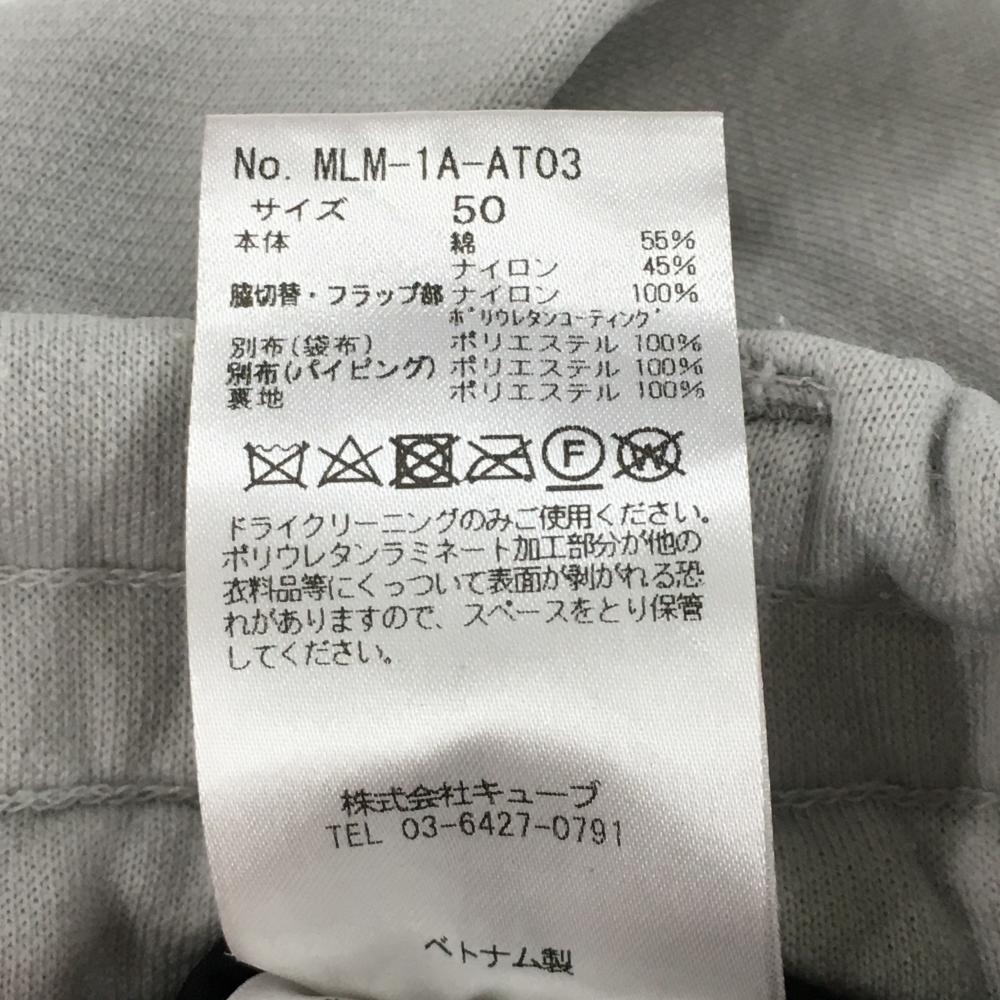 No. MLM-1A-AT03
サイズ 50
本体 綿 55%
ナイロン 45%
脇切替・フラップ部 ナイロン 100%
ポリウレタンコーティング
別布(袋布) ポリエステル 100%
別布(パイピング) ポリエステル 100%
裏地 ポリエステル 100%
F W
ドライクリーニングのみご使用ください。
ポリウレタンラミネート加工部分が他の
衣料品等にくっついて表面が剥がれる恐
れがありますので、スペースをとり保管
してください。
株式会社キューブ
TEL 03-6427-0791
ベトナム製